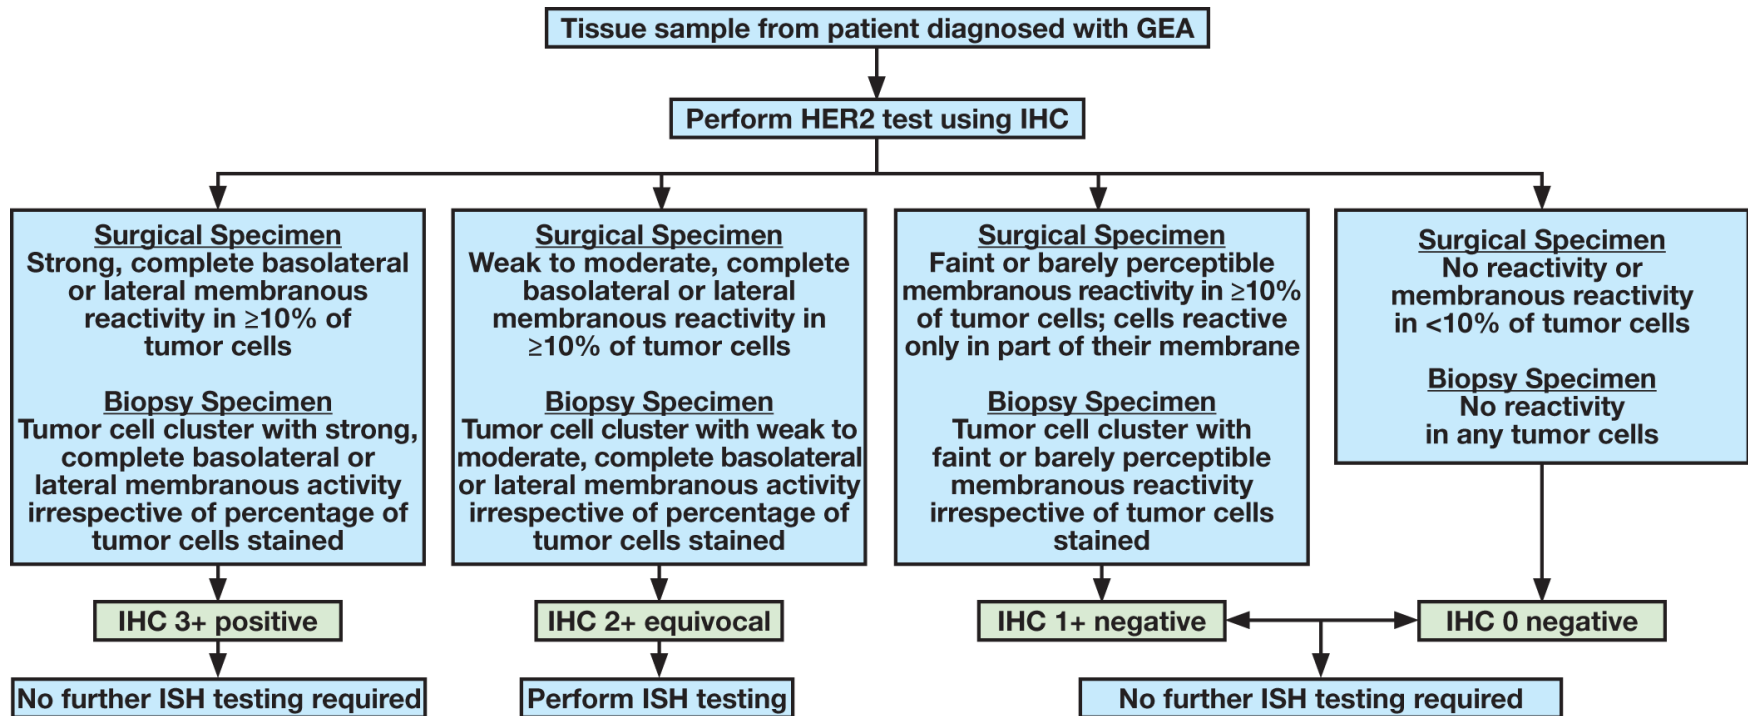 Tissue sample from patient diagnosed with GEA
Perform HER2 test using IHC
Surgical Specimen
Strong, complete basolateral
or lateral membranous
reactivity in ≥10% of
tumor cells
Biopsy Specimen
Tumor cell cluster with strong,
complete basolateral or
lateral membranous activity
irrespective of percentage of
tumor cells stained
IHC 3+ positive
No further ISH testing required
Surgical Specimen
Weak to moderate, complete
basolateral or lateral
membranous reactivity in
≥10% of tumor cells
Biopsy Specimen
Tumor cell cluster with weak to
moderate, complete basolateral
or lateral membranous activity
irrespective of percentage of
tumor cells stained
IHC 2+ equivocal
Perform ISH testing
Surgical Specimen
Faint or barely perceptible
membranous reactivity in ≥10%
of tumor cells; cells reactive
only in part of their membrane
Biopsy Specimen
Tumor cell cluster with
faint or barely perceptible
membranous reactivity
irrespective of tumor cells
stained
IHC 1+ negative
Surgical Specimen
No reactivity or
membranous reactivity
in <10% of tumor cells
Biopsy Specimen
No reactivity
in any tumor cells
IHC 0 negative
No further ISH testing required